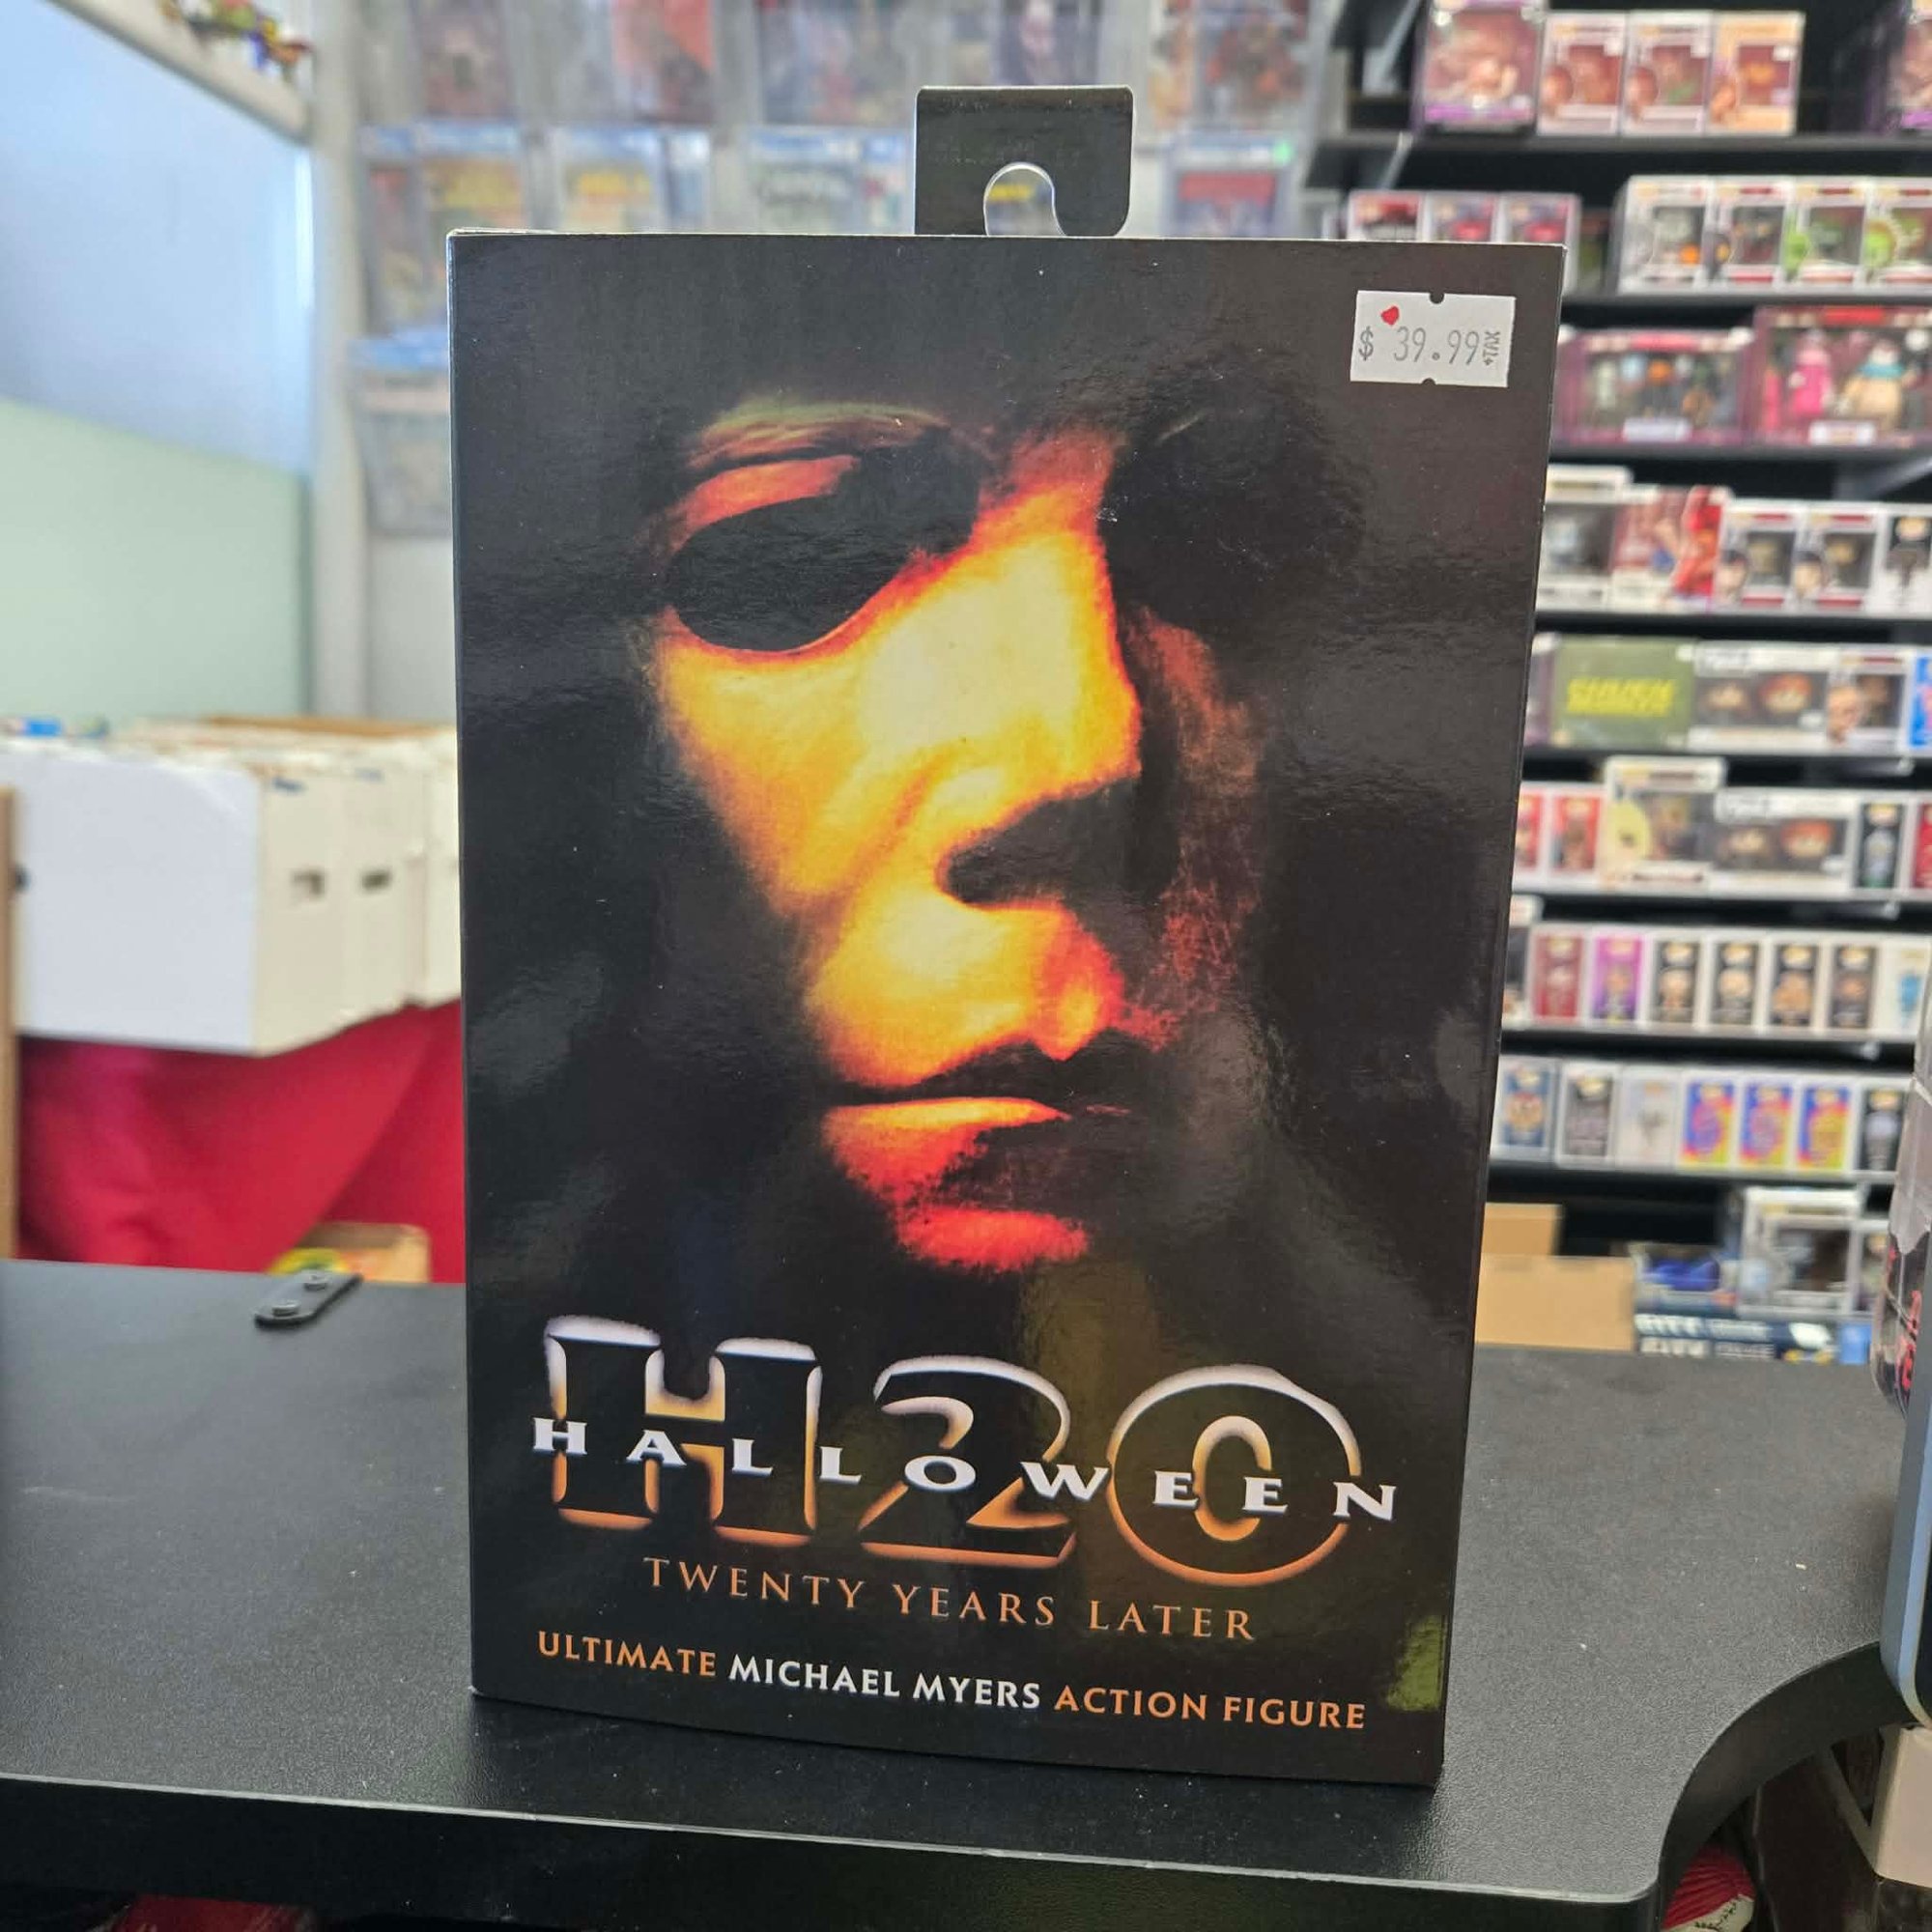 $ 39.99 +TAX
H20
HALLOWEEN
TWENTY YEARS LATER
ULTIMATE MICHAEL MYERS ACTION FIGURE